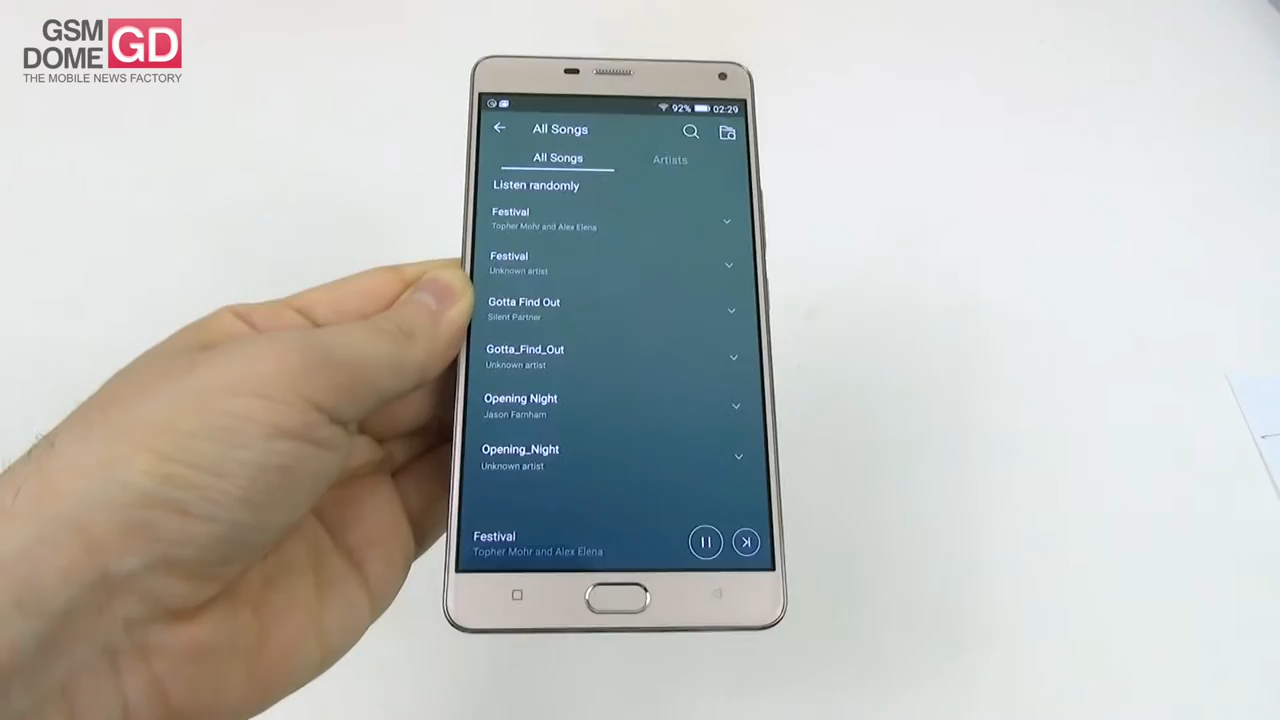 GSM
DOME GD
THE MOBILE NEWS FACTORY
92% 02:29
All Songs
All Songs Artists
Listen randomly
Festival
Topher Mohr and Alex Elena
Festival
Unknown artist
Gotta Find Out
Silent Partner
Gotta_Find_Out
Unknown artist
Opening Night
Jason Farnham
Opening_Night
Unknown artist
Festival
Topher Mohr and Alex Elena